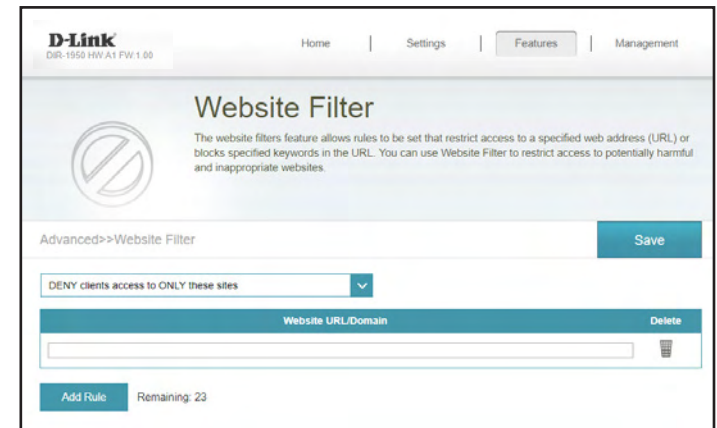 D-Link
DIR-1950 HW:A1 FW:1.00
Home | Settings | Features | Management
Website Filter
The website filters feature allows rules to be set that restrict access to a specified web address (URL) or
blocks specified keywords in the URL. You can use Website Filter to restrict access to potentially harmful
and inappropriate websites.
Advanced>>Website Filter
Save
DENY clients access to ONLY these sites
Website URL/Domain Delete
Add Rule Remaining: 23